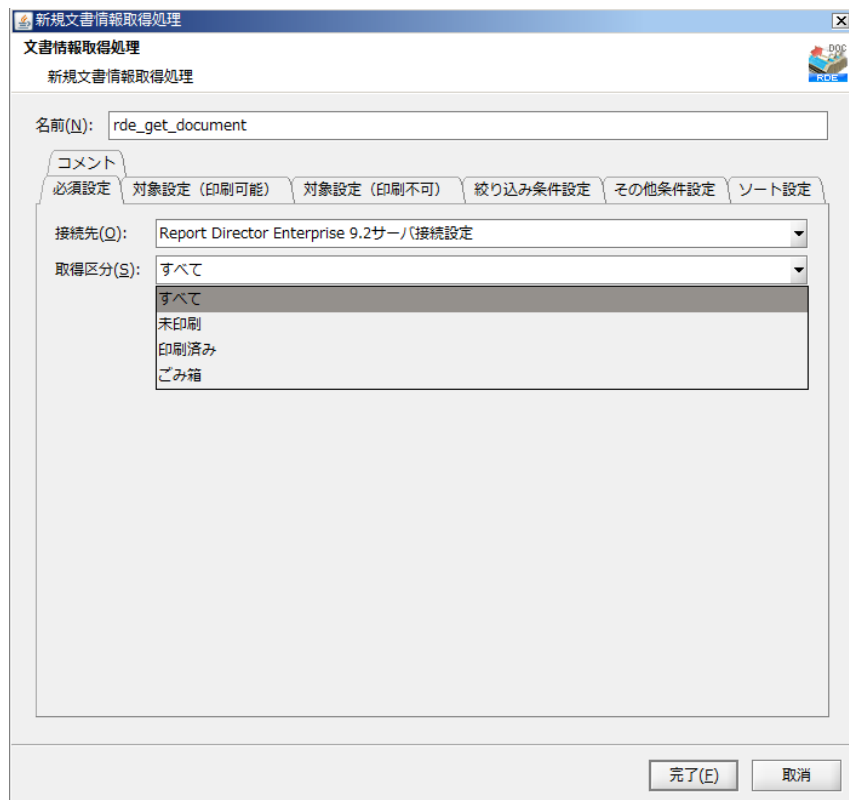 新規文書情報取得処理
文書情報取得処理
新規文書情報取得処理
DOC
RDE
名前(N): rde_get_document
コメント
必須設定 対象設定（印刷可能） 対象設定（印刷不可） 絞り込み条件設定 その他条件設定 ソート設定
接続先(O): Report Director Enterprise 9.2サーバ接続設定
取得区分(S): すべて
すべて
未印刷
印刷済み
ごみ箱
完了(F) 取消